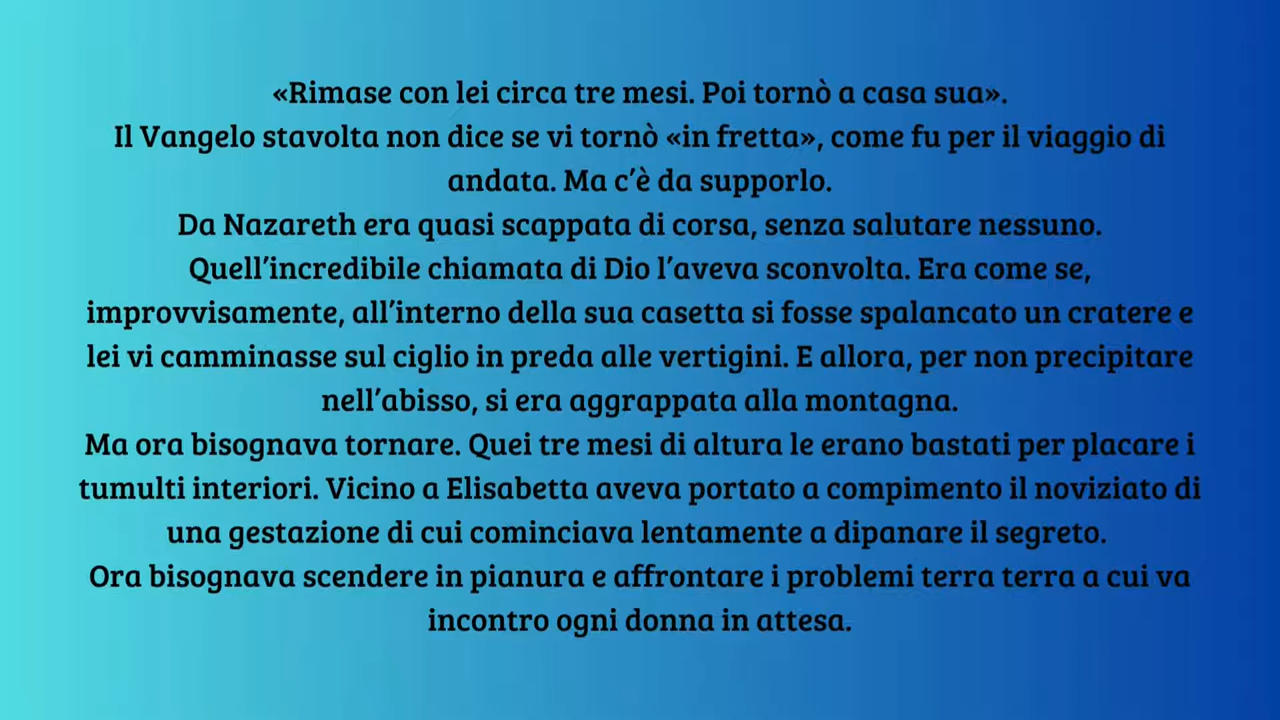 «Rimase con lei circa tre mesi. Poi tornò a casa sua».
Il Vangelo stavolta non dice se vi tornò «in fretta», come fu per il viaggio di
andata. Ma c’è da supporlo.
Da Nazareth era quasi scappata di corsa, senza salutare nessuno.
Quell’incredibile chiamata di Dio l’aveva sconvolta. Era come se,
improvvisamente, all’interno della sua casetta si fosse spalancato un cratere e
lei vi camminasse sul ciglio in preda alle vertigini. E allora, per non precipitare
nell’abisso, si era aggrappata alla montagna.
Ma ora bisognava tornare. Quei tre mesi di altura le erano bastati per placare i
tumulti interiori. Vicino a Elisabetta aveva portato a compimento il noviziato di
una gestazione di cui cominciava lentamente a dipanare il segreto.
Ora bisognava scendere in pianura e affrontare i problemi terra terra a cui va
incontro ogni donna in attesa.